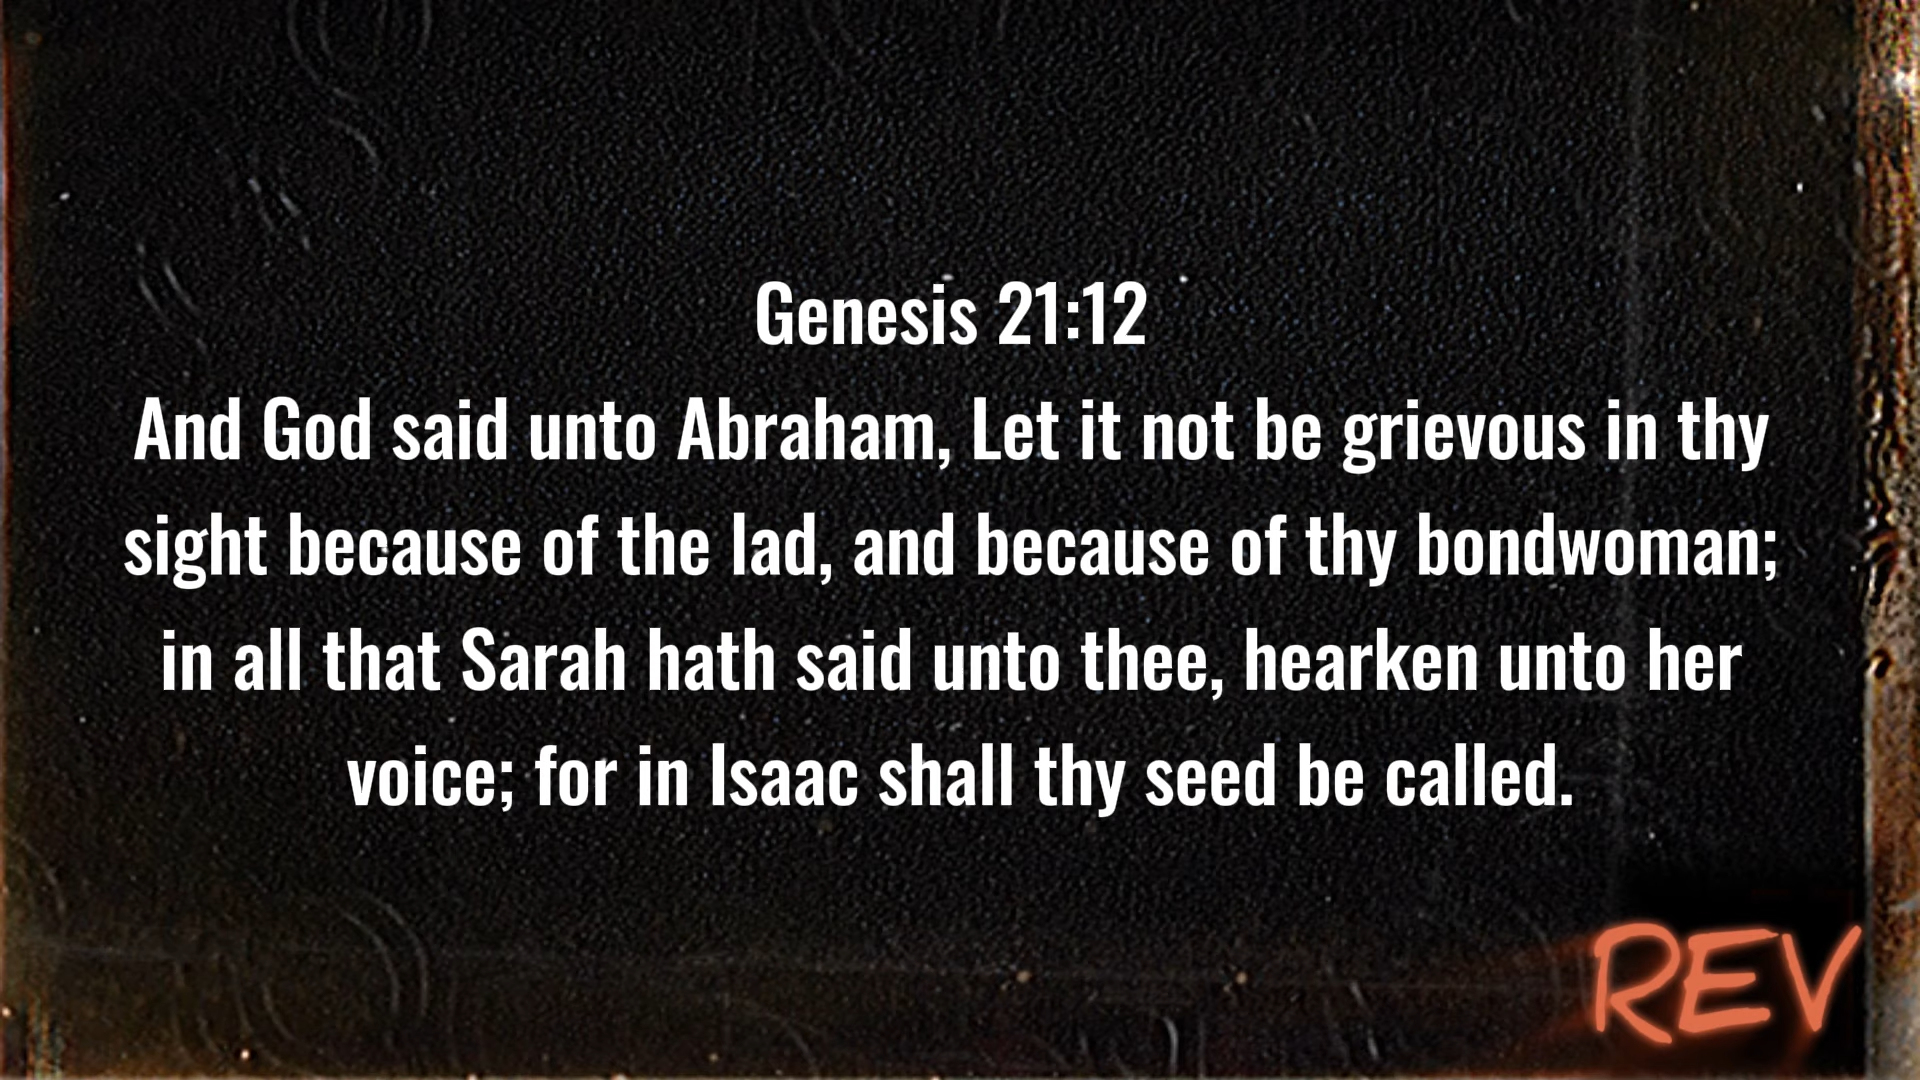 Genesis 21:12
And God said unto Abraham, Let it not be grievous in thy
sight because of the lad, and because of thy bondwoman;
in all that Sarah hath said unto thee, hearken unto her
voice; for in Isaac shall thy seed be called.
REV